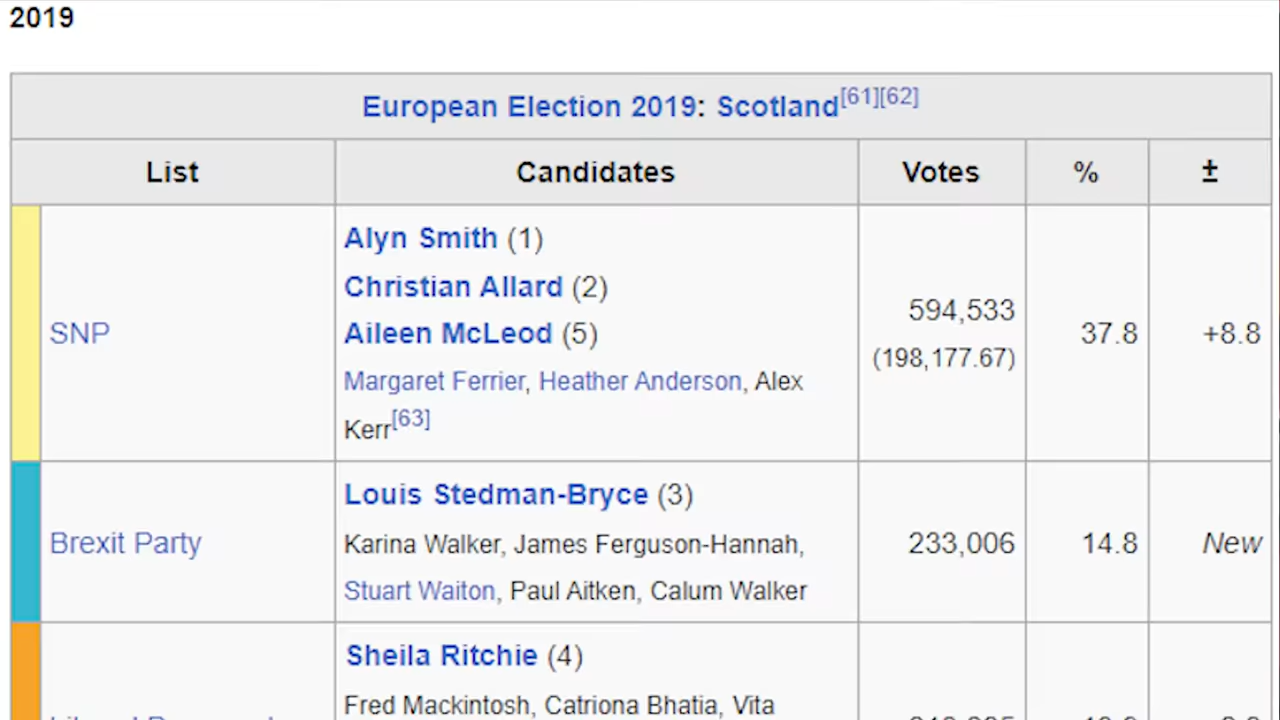 2019
European Election 2019: Scotland[61][62]
List Candidates Votes % ±
SNP
Alyn Smith (1)
Christian Allard (2)
Aileen McLeod (5)
Margaret Ferrier, Heather Anderson, Alex
Kerr[63]
594,533
(198,177.67)
37.8
+8.8
Brexit Party
Louis Stedman-Bryce (3)
Karina Walker, James Ferguson-Hannah,
Stuart Waiton, Paul Aitken, Calum Walker
233,006
14.8
New
Sheila Ritchie (4)
Fred Mackintosh, Catriona Bhatia, Vita